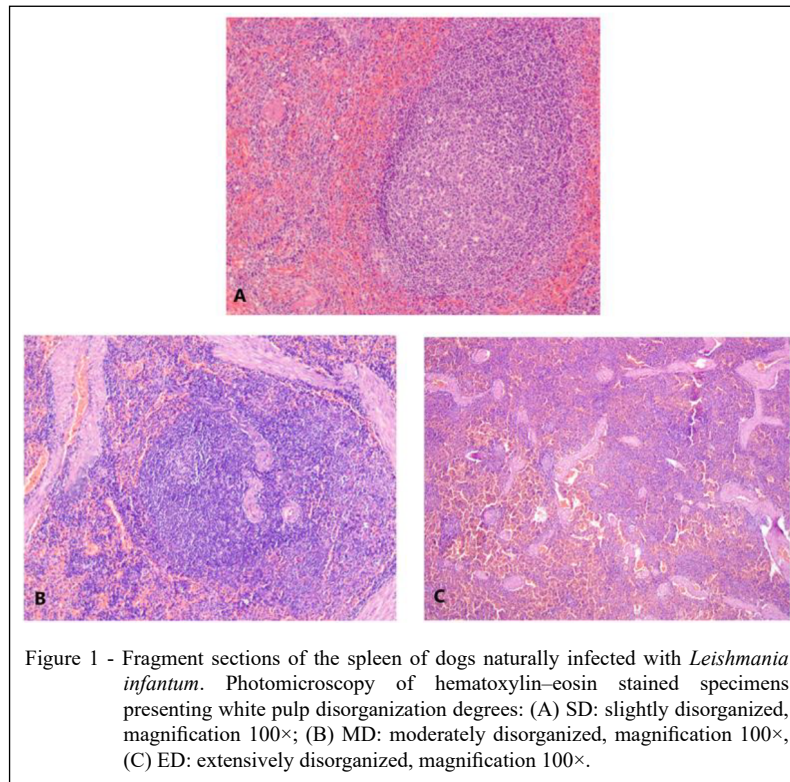 A
B
C
Figure 1 - Fragment sections of the spleen of dogs naturally infected with Leishmania
infantum. Photomicroscopy of hematoxylin–eosin stained specimens
presenting white pulp disorganization degrees: (A) SD: slightly disorganized,
magnification 100×; (B) MD: moderately disorganized, magnification 100×,
(C) ED: extensively disorganized, magnification 100×.